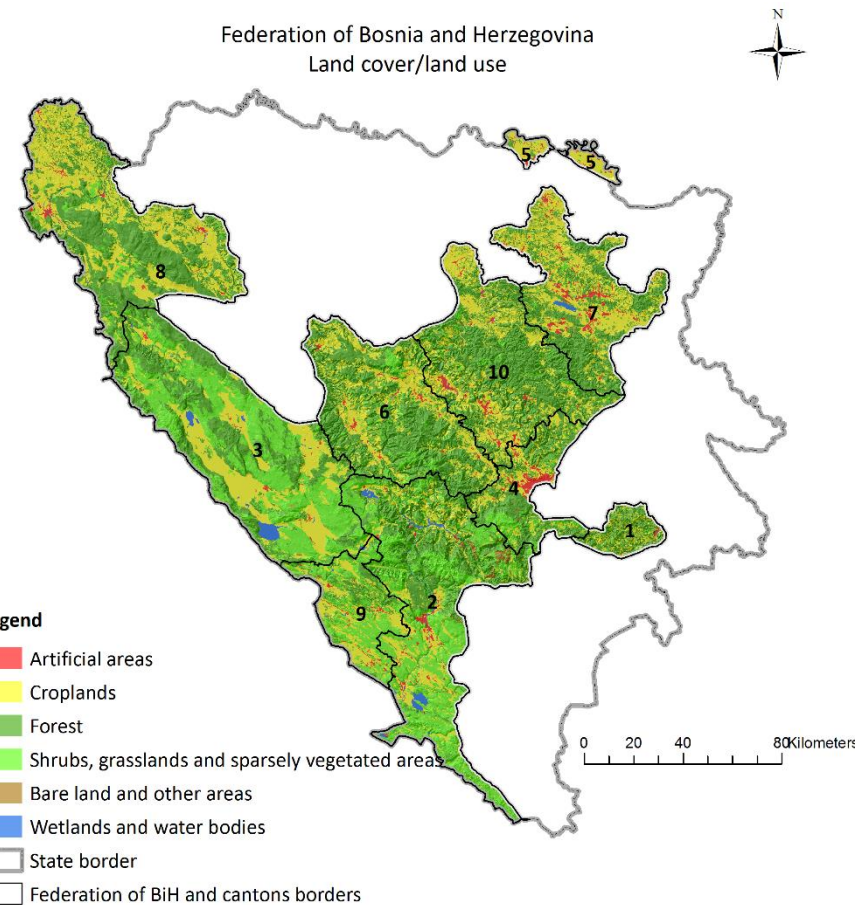 Federation of Bosnia and Herzegovina
Land cover/land use
N
5
5
8
7
10
6
3
4
1
2
9
gend
Artificial areas
Croplands
Forest
Shrubs, grasslands and sparsely vegetated areas
Bare land and other areas
Wetlands and water bodies
State border
Federation of BiH and cantons borders
0 20 40 80 Kilometers